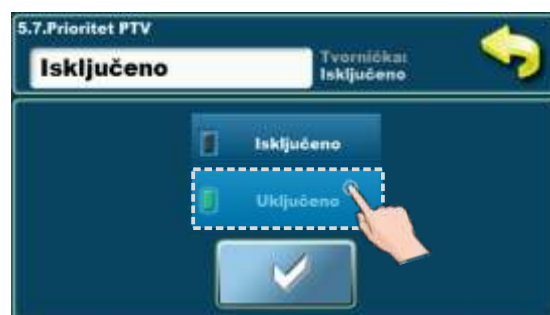 5.7.Prioritet PTV
Isključeno
Tvornička:
Isključeno
Isključeno
Uključeno